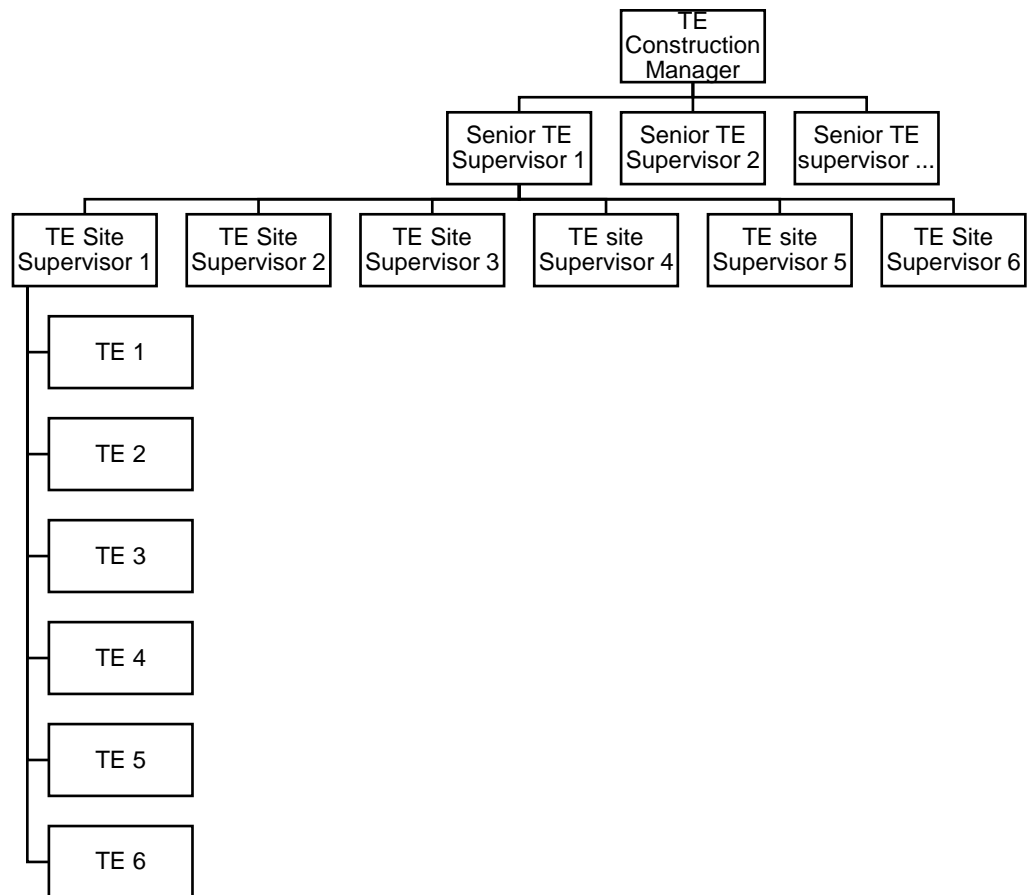 TE
Construction
Manager
Senior TE
Supervisor 1
Senior TE
Supervisor 2
Senior TE
supervisor ...
TE Site
Supervisor 1
TE Site
Supervisor 2
TE Site
Supervisor 3
TE site
Supervisor 4
TE site
Supervisor 5
TE Site
Supervisor 6
TE 1
TE 2
TE 3
TE 4
TE 5
TE 6